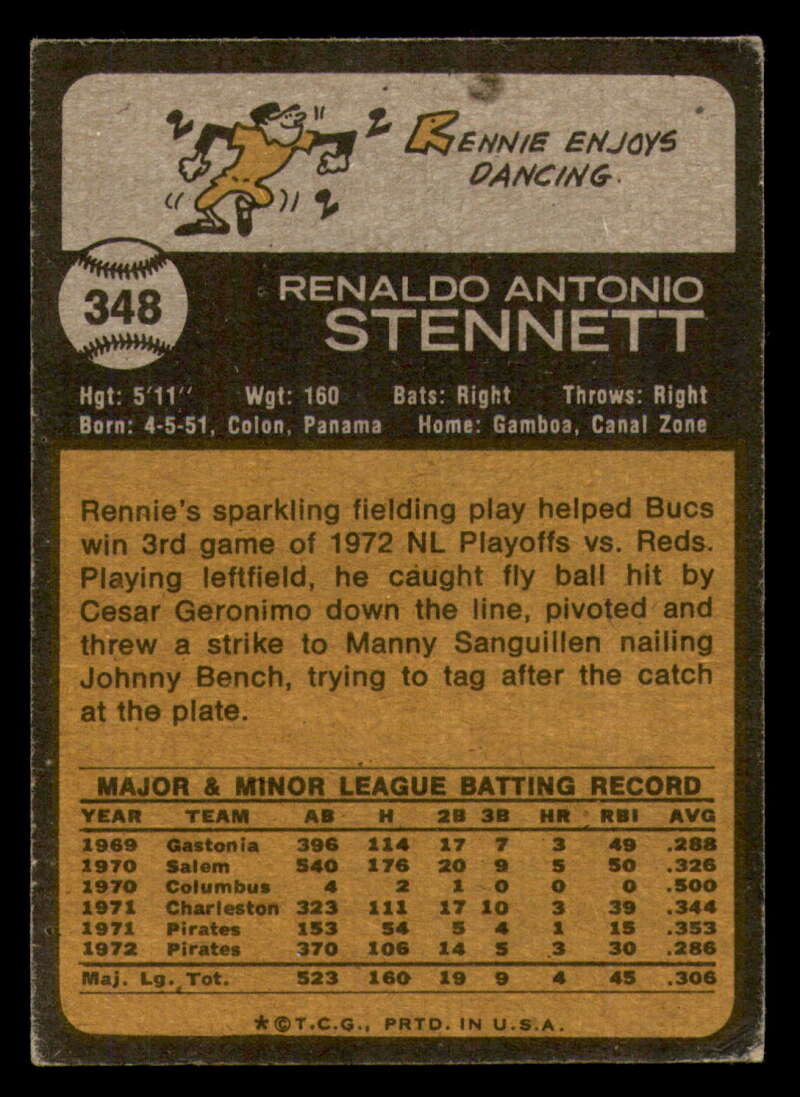 RENNIE ENJOYS
DANCING.
348
RENALDO ANTONIO
STENNETT
Hgt: 5'11" Wgt: 160 Bats: Right Throws: Right
Born: 4-5-51, Colon, Panama Home: Gamboa, Canal Zone
Rennie's sparkling fielding play helped Bucs
win 3rd game of 1972 NL Playoffs vs. Reds.
Playing leftfield, he caught fly ball hit by
Cesar Geronimo down the line, pivoted and
threw a strike to Manny Sanguillen nailing
Johnny Bench, trying to tag after the catch
at the plate.
MAJOR & MINOR LEAGUE BATTING RECORD
YEAR TEAM AB H 2B 3B HR RBI AVG
1969 Gastonia 396 114 17 7 3 49 .288
1970 Salem 540 176 20 9 5 50 .326
1970 Columbus 4 2 1 0 0 0 .500
1971 Charleston 323 111 17 10 3 39 .344
1971 Pirates 153 54 5 4 1 15 .353
1972 Pirates 370 106 14 5 3 30 .286
Maj. Lg. Tot. 523 160 19 9 4 45 .306
*©T.C.G., PRTD. IN U.S.A.